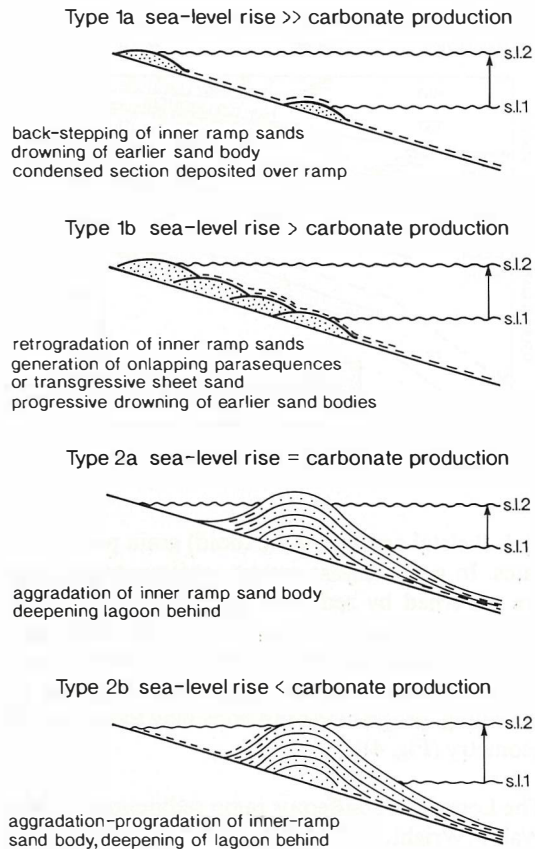 Type 1a sea-level rise >> carbonate production
s.l.2
s.l.1
back-stepping of inner ramp sands
drowning of earlier sand body
condensed section deposited over ramp
Type 1b sea-level rise > carbonate production
s.l.2
s.l.1
retrogradation of inner ramp sands
generation of onlapping parasequences
or transgressive sheet sand
progressive drowning of earlier sand bodies
Type 2a sea-level rise = carbonate production
s.l.2
s.l.1
aggradation of inner ramp sand body
deepening lagoon behind
Type 2b sea-level rise < carbonate production
s.l.2
s.l.1
aggradation-progradation of inner-ramp
sand body, deepening of lagoon behind